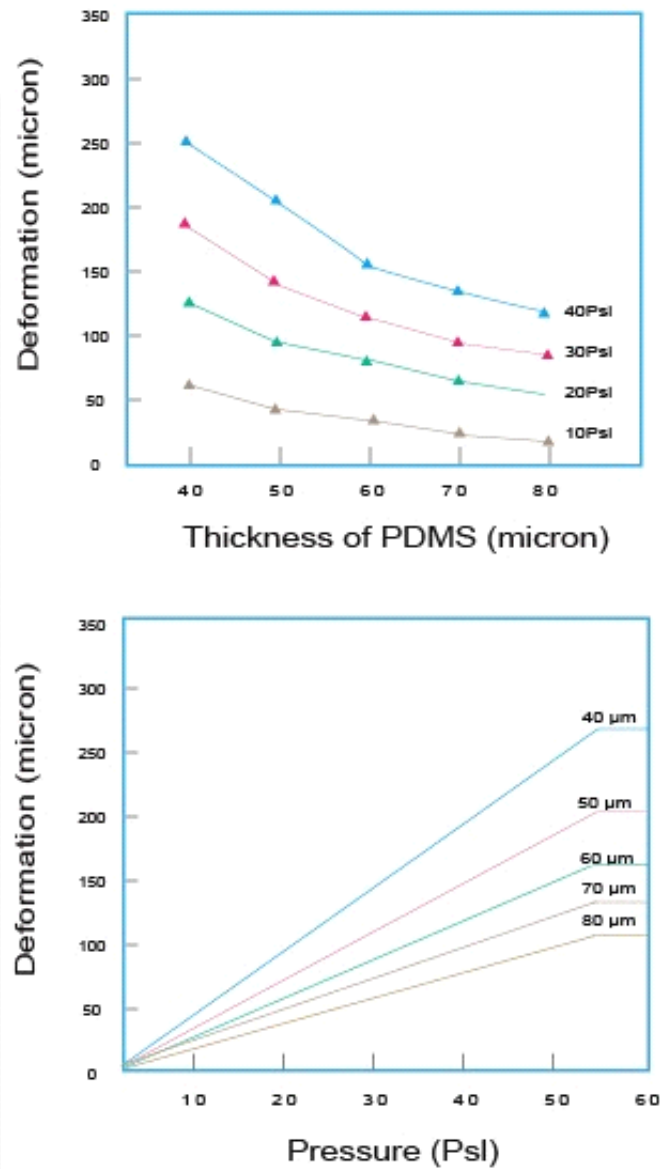 350
300
250
200
150
100
50
0
Deformation (micron)
40Psl
30Psl
20Psl
10Psl
40 50 60 70 80
Thickness of PDMS (micron)
350
300
250
200
150
100
50
0
Deformation (micron)
40 µm
50 µm
60 µm
70 µm
80 µm
10 20 30 40 50 60
Pressure (Psl)